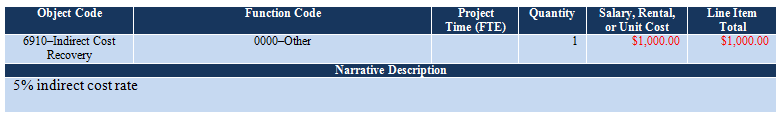 Object Code Function Code Project Time (FTE) Quantity Salary, Rental, or Unit Cost Line Item Total
6910–Indirect Cost Recovery 0000–Other 1 $1,000.00 $1,000.00
Narrative Description
5% indirect cost rate